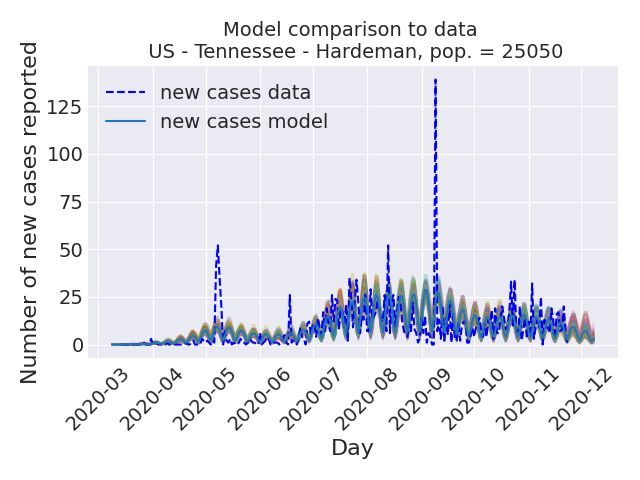 Model comparison to data
US - Tennessee - Hardeman, pop. = 25050
Number of new cases reported
new cases data
new cases model
125
100
75
50
25
0
2020-03
2020-04
2020-05
2020-06
2020-07
2020-08
2020-09
2020-10
2020-11
2020-12
Day